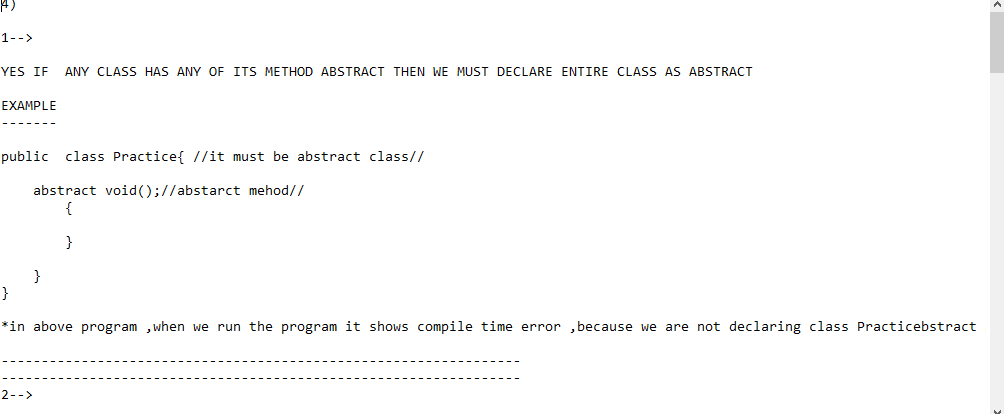 4)
1-->
YES IF  ANY CLASS HAS ANY OF ITS METHOD ABSTRACT THEN WE MUST DECLARE ENTIRE CLASS AS ABSTRACT
EXAMPLE
-------
public  class Practice{ //it must be abstract class//
    abstract void();//abstarct mehod//
        {
        }
    }
}
*in above program ,when we run the program it shows compile time error ,because we are not declaring class Practicebstract
-----------------------------------------------------------------
-----------------------------------------------------------------
2-->